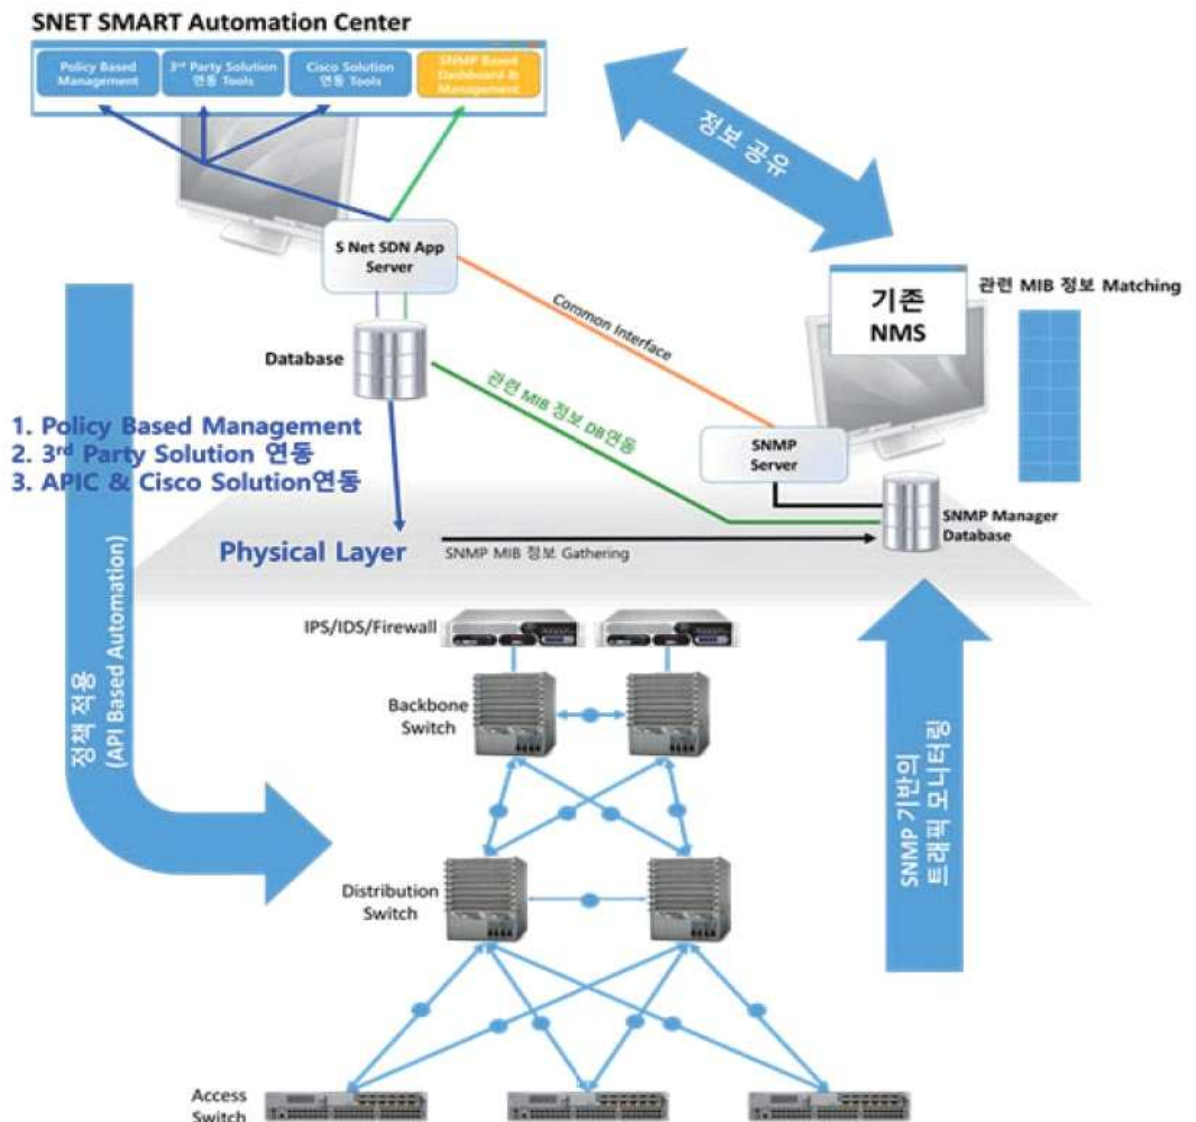 SNET SMART Automation Center
Policy Based
Management
3rd Party Solution
연동 Tools
Cisco Solution
연동 Tools
SNMP Based
Dashboard &
Management
정보 공유
S Net SDN App
Server
기존
NMS
관련 MIB 정보 Matching
Common Interface
Database
관련 MIB 정보 DB연동
1. Policy Based Management
2. 3rd Party Solution 연동
3. APIC & Cisco Solution연동
SNMP
Server
SNMP Manager
Database
Physical Layer
SNMP MIB 정보 Gathering
정책 적용
(API Based Automation)
IPS/IDS/Firewall
Backbone
Switch
SNMP 기반의
트래픽 모니터링
Distribution
Switch
Access
Switch